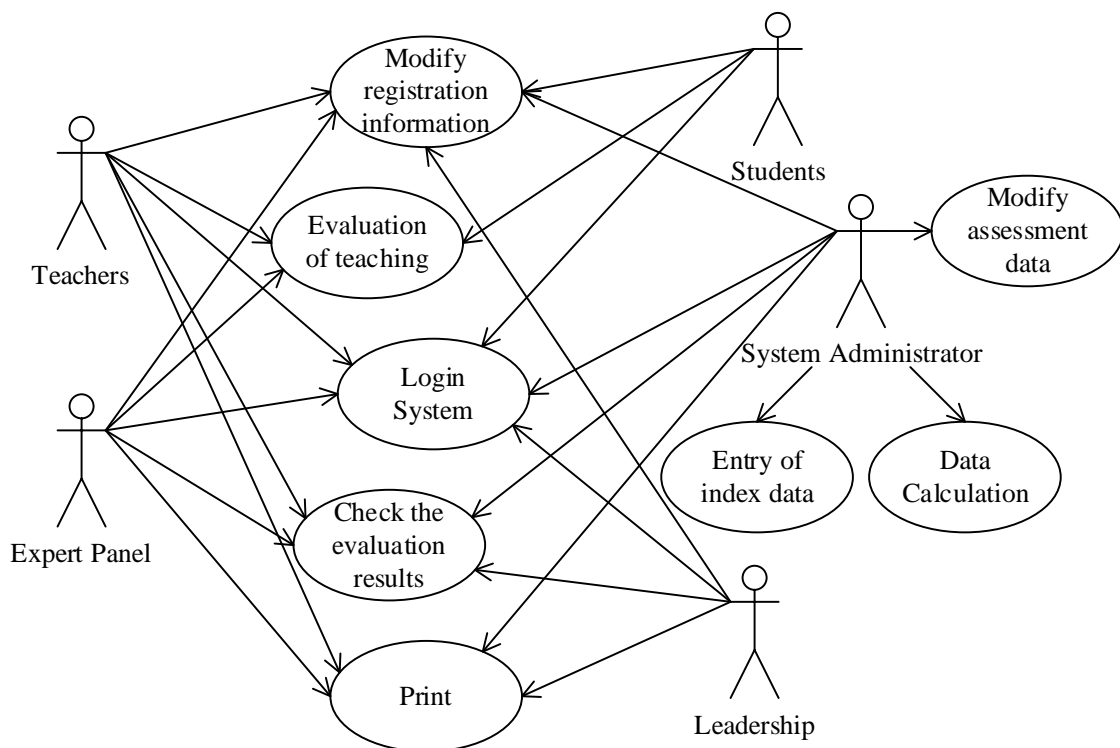 Modify
registration
information
Students
Teachers
Evaluation
of teaching
Modify
assessment
data
System Administrator
Login
System
Expert Panel
Entry of
index data
Data
Calculation
Check the
evaluation
results
Print
Leadership